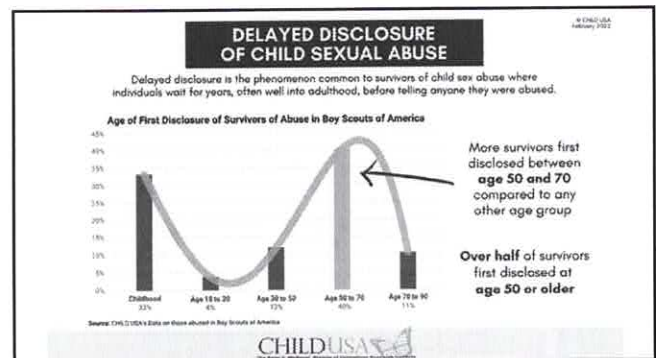 © CHILD USA
February 2022
DELAYED DISCLOSURE
OF CHILD SEXUAL ABUSE
Delayed disclosure is the phenomenon common to survivors of child sex abuse where
individuals wait for years, often well into adulthood, before telling anyone they were abused.
Age of First Disclosure of Survivors of Abuse in Boy Scouts of America
45%
40%
35%
30%
25%
20%
15%
10%
5%
0%
Childhood
33%
Age 18 to 30
4%
Age 30 to 50
12%
Age 50 to 70
40%
Age 70 to 90
11%
More survivors first
disclosed between
age 50 and 70
compared to any
other age group
Over half of survivors
first disclosed at
age 50 or older
Source: CHILD USA's Data on those abused in Boy Scouts of America
CHILDUSA